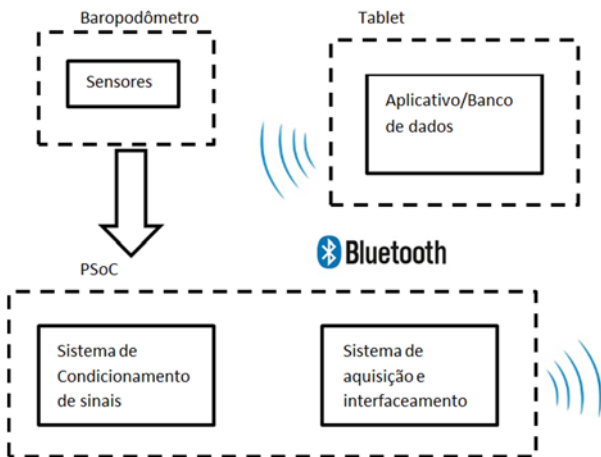 Baropodômetro
Tablet
Sensores
Aplicativo/Banco
de dados
Bluetooth
PSoC
Sistema de
Condicionamento
de sinais
Sistema de
aquisição e
interfaceamento